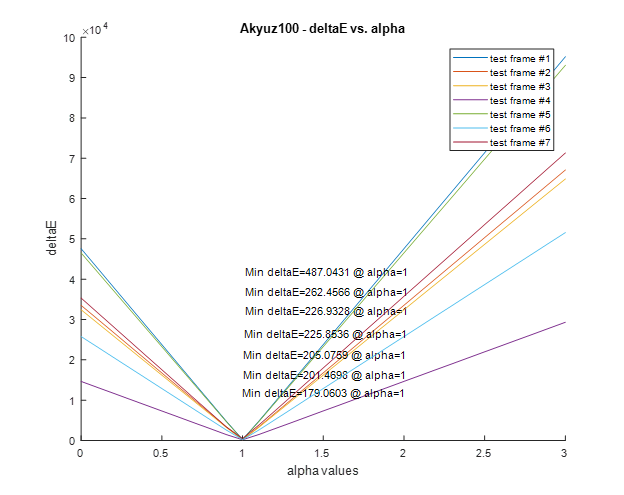 Akyuz100 - deltaE vs. alpha
×10^4
10
9
8
7
6
5
4
3
2
1
0
deltaE
test frame #1
test frame #2
test frame #3
test frame #4
test frame #5
test frame #6
test frame #7
Min deltaE=487.0431 @ alpha=1
Min deltaE=262.4566 @ alpha=1
Min deltaE=226.9328 @ alpha=1
Min deltaE=225.8536 @ alpha=1
Min deltaE=205.0759 @ alpha=1
Min deltaE=201.4698 @ alpha=1
Min deltaE=179.0603 @ alpha=1
0 0.5 1 1.5 2 2.5 3
alpha values